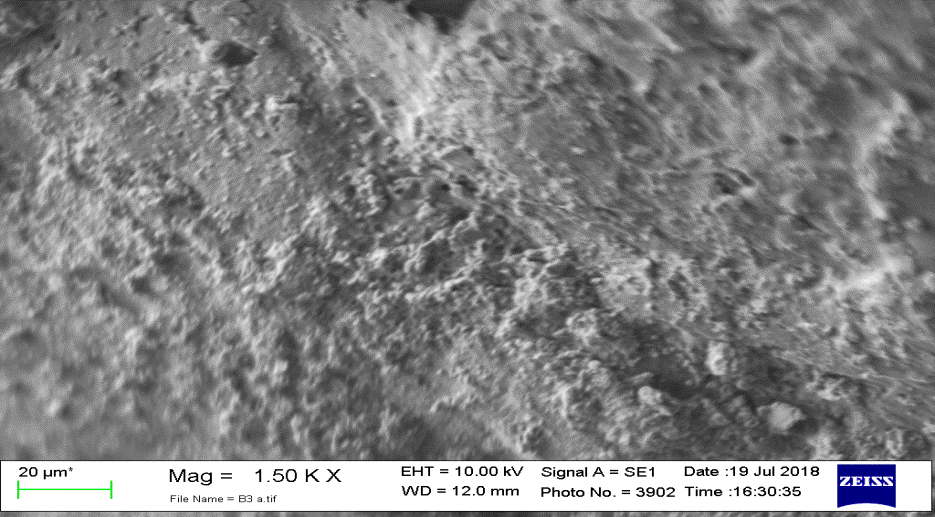 20 µm*
Mag = 1.50 K X
File Name = B3 a.tif
EHT = 10.00 kV
WD = 12.0 mm
Signal A = SE1
Photo No. = 3902
Date :19 Jul 2018
Time :16:30:35
ZEISS